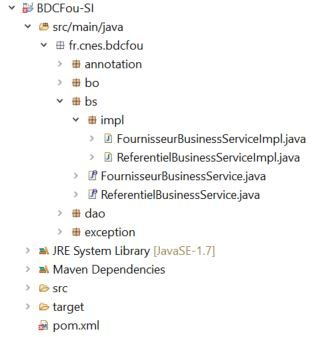 BDCFou-SI
src/main/java
fr.cnes.bdcfou
annotation
bo
bs
impl
FournisseurBusinessServiceImpl.java
ReferentielBusinessServiceImpl.java
FournisseurBusinessService.java
ReferentielBusinessService.java
dao
exception
JRE System Library [JavaSE-1.7]
Maven Dependencies
src
target
pom.xml